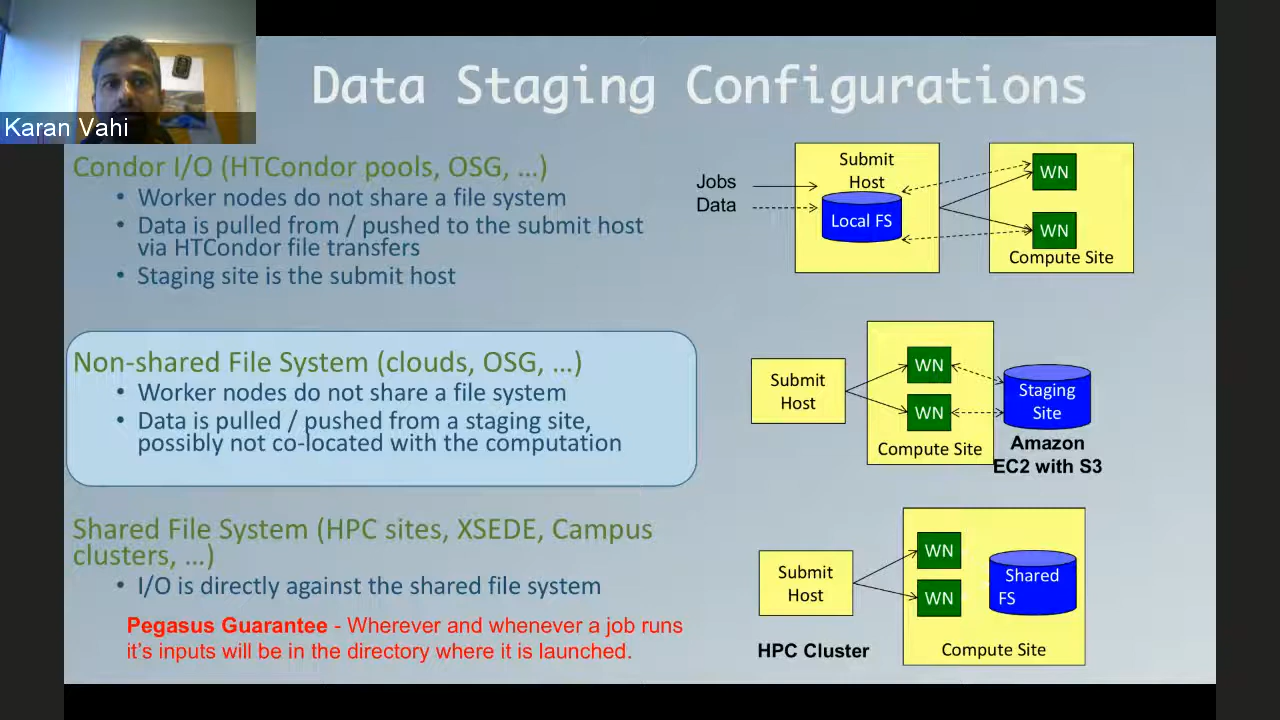 Data Staging Configurations
Karan Vahi
Condor I/O (HTCondor pools, OSG, …)
• Worker nodes do not share a file system
• Data is pulled from / pushed to the submit host
via HTCondor file transfers
• Staging site is the submit host
Jobs
Data
Submit
Host
Local FS
WN
WN
Compute Site
Non-shared File System (clouds, OSG, …)
• Worker nodes do not share a file system
• Data is pulled / pushed from a staging site,
possibly not co-located with the computation
Submit
Host
WN
WN
Compute Site
Staging
Site
Amazon
EC2 with S3
Shared File System (HPC sites, XSEDE, Campus
clusters, …)
• I/O is directly against the shared file system
Pegasus Guarantee - Wherever and whenever a job runs
it’s inputs will be in the directory where it is launched.
Submit
Host
HPC Cluster
WN
WN
Shared
FS
Compute Site